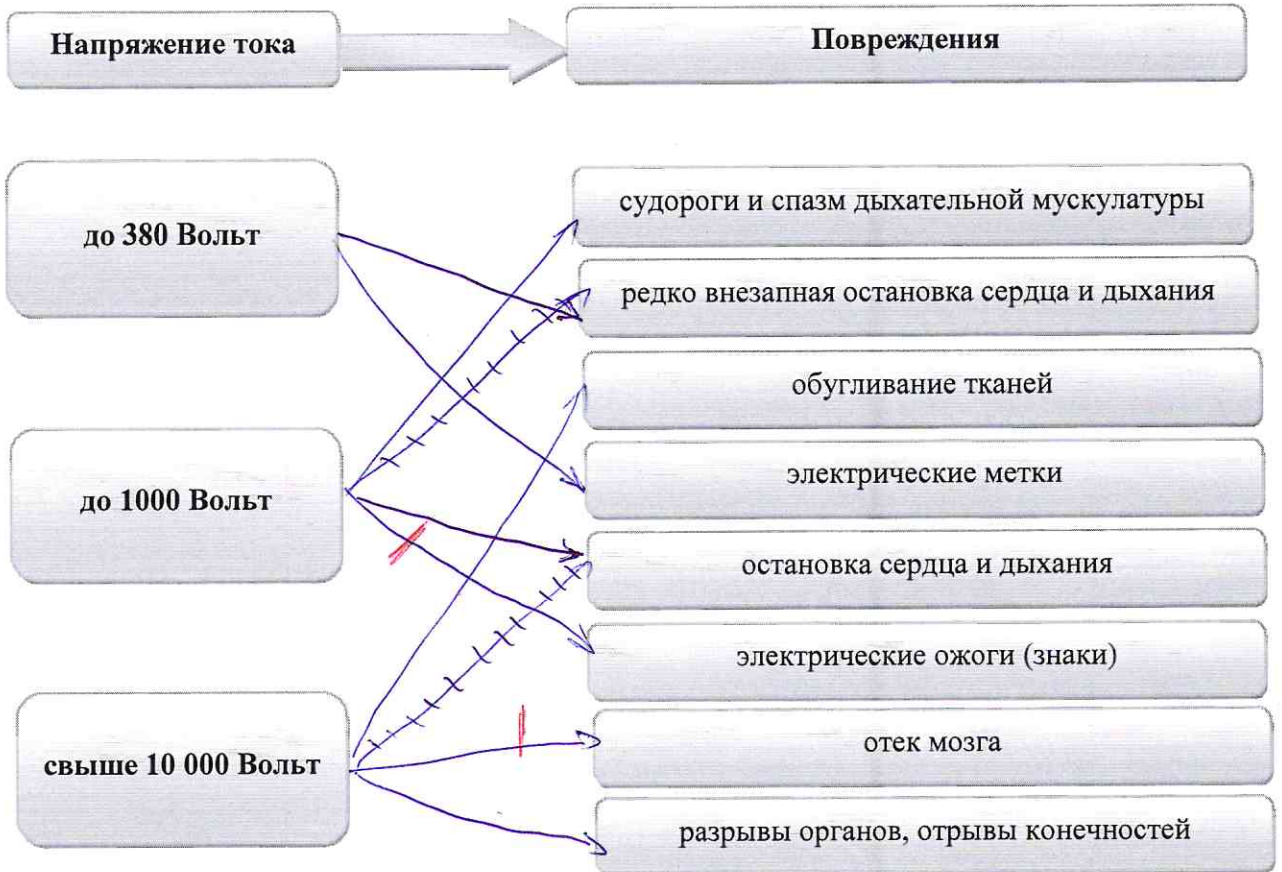 Напряжение тока
Повреждения
до 380 Вольт
до 1000 Вольт
свыше 10 000 Вольт
судороги и спазм дыхательной мускулатуры
редко внезапная остановка сердца и дыхания
обугливание тканей
электрические метки
остановка сердца и дыхания
электрические ожоги (знаки)
отек мозга
разрывы органов, отрывы конечностей